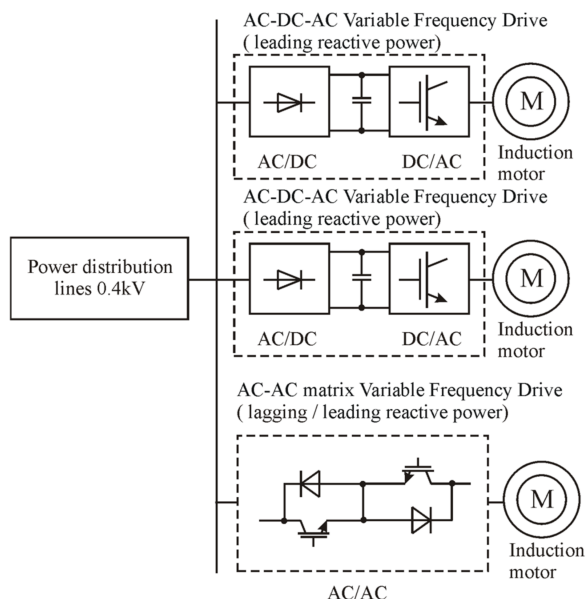 AC-DC-AC Variable Frequency Drive
( leading reactive power)
M
AC/DC
DC/AC
Induction
motor
AC-DC-AC Variable Frequency Drive
( leading reactive power)
Power distribution
lines 0.4kV
M
AC/DC
DC/AC
Induction
motor
AC-AC matrix Variable Frequency Drive
( lagging / leading reactive power)
M
Induction
motor
AC/AC